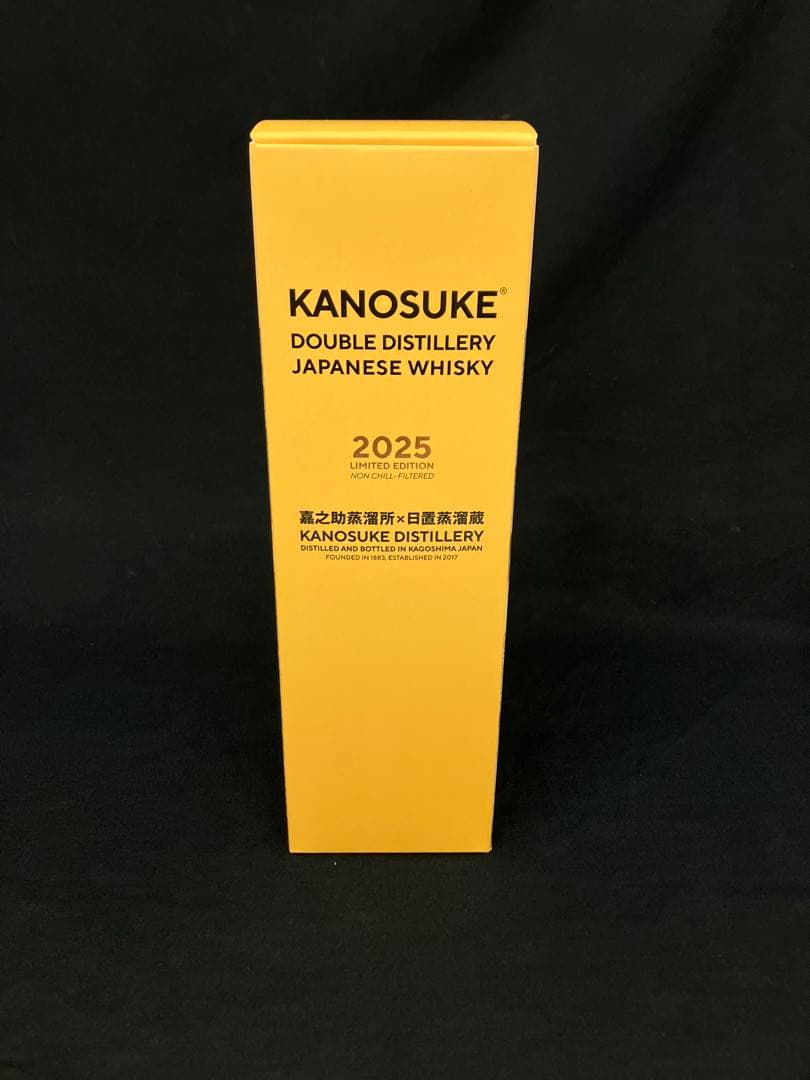 KANOSUKE®
DOUBLE DISTILLERY
JAPANESE WHISKY
2025
LIMITED EDITION
NON CHILL-FILTERED
嘉之助蒸溜所×日置蒸溜蔵
KANOSUKE DISTILLERY
DISTILLED AND BOTTLED IN KAGOSHIMA JAPAN
FOUNDED IN 1883, ESTABLISHED IN 2017